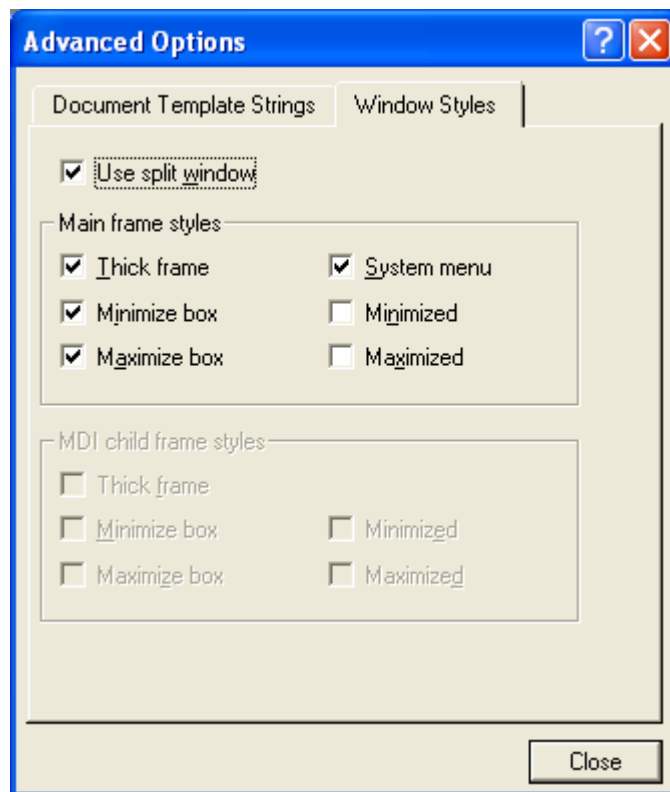 Advanced Options
Document Template Strings Window Styles
Use split window
Main frame styles
Thick frame System menu
Minimize box Minimized
Maximize box Maximized
MDI child frame styles
Thick frame
Minimize box Minimized
Maximize box Maximized
Close